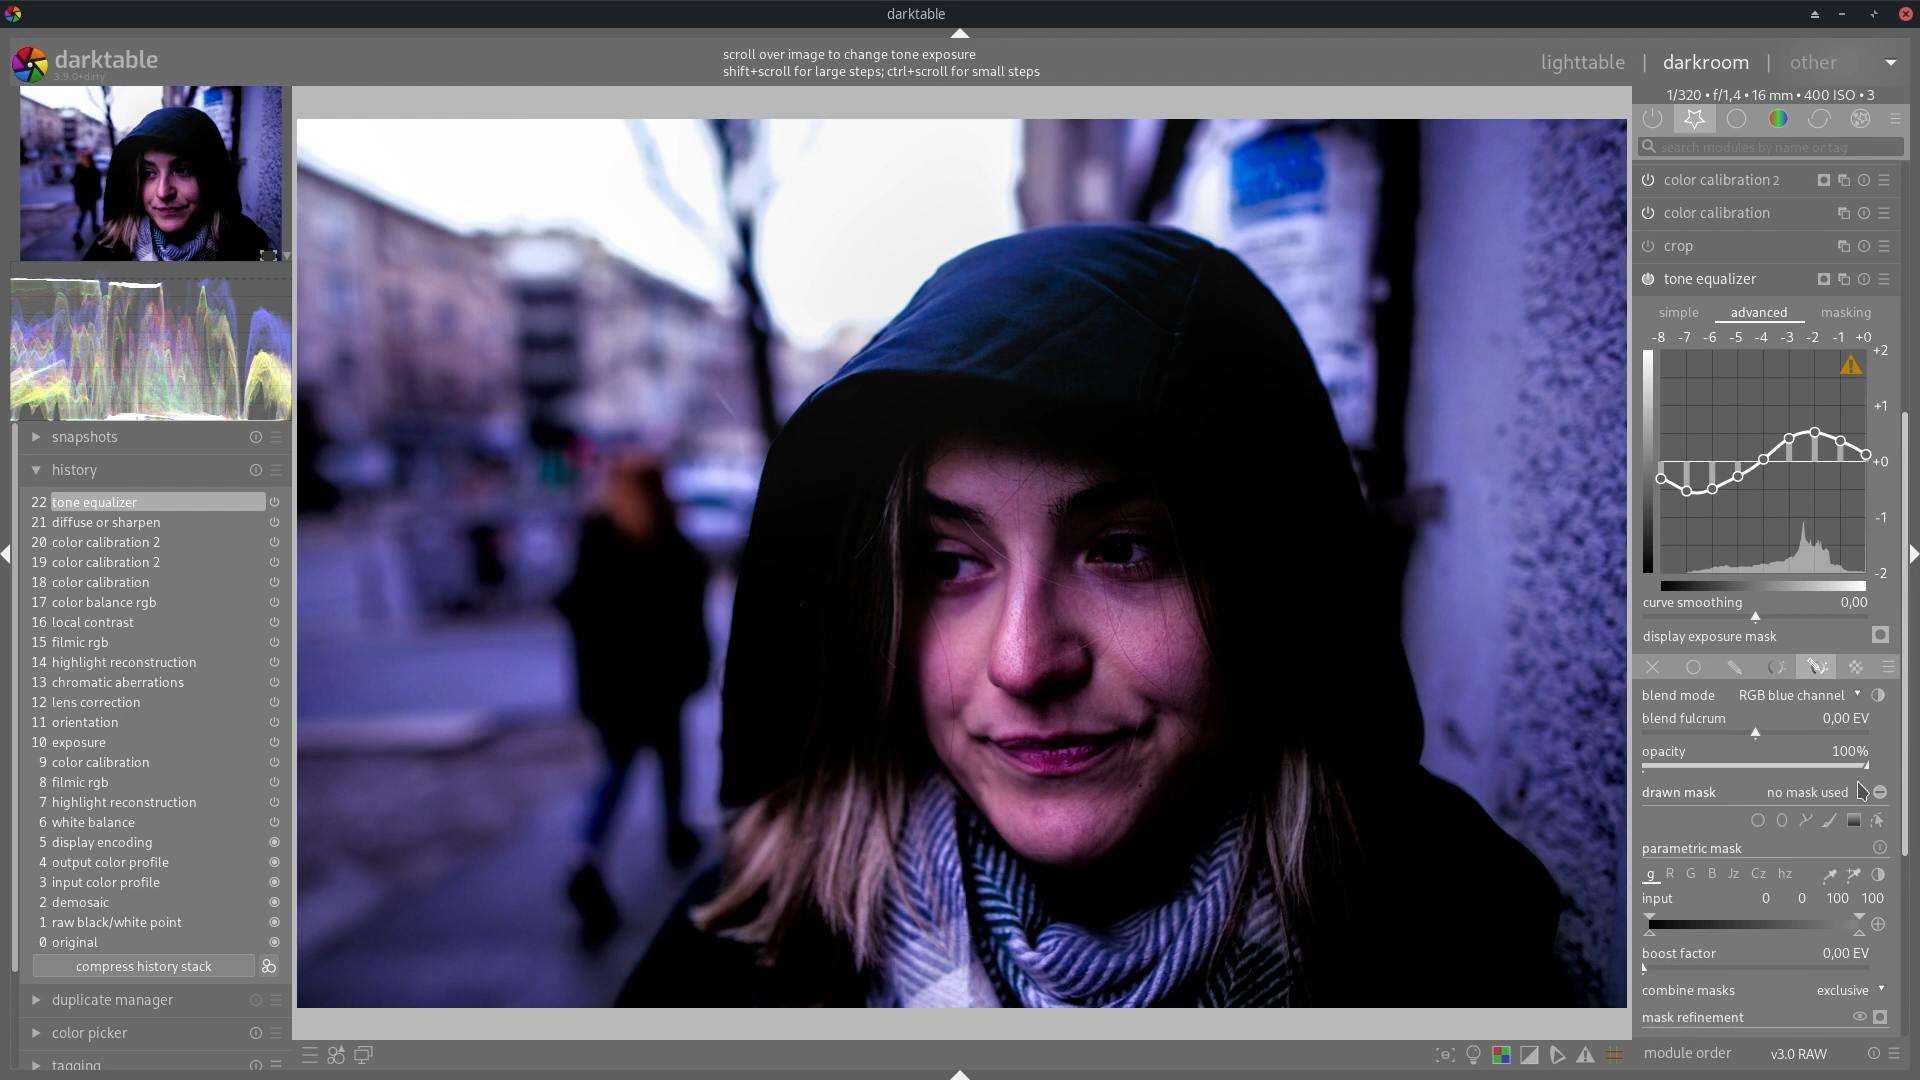 darktable
darktable
3.9.0+dirty
scroll over image to change tone exposure
shift+scroll for large steps; ctrl+scroll for small steps
lighttable | darkroom | other
1/320 • f/1,4 • 16 mm • 400 ISO • 3
search modules by name or tag
color calibration 2
color calibration
crop
tone equalizer
simple advanced masking
-8 -7 -6 -5 -4 -3 -2 -1 +0
+2
+1
+0
-1
-2
curve smoothing 0,00
display exposure mask
blend mode RGB blue channel
blend fulcrum 0,00 EV
opacity 100%
drawn mask no mask used
parametric mask
g R G B Jz Cz hz
input 0 0 100 100
boost factor 0,00 EV
combine masks exclusive
mask refinement
module order v3.0 RAW
snapshots
history
22 tone equalizer
21 diffuse or sharpen
20 color calibration 2
19 color calibration 2
18 color calibration
17 color balance rgb
16 local contrast
15 filmic rgb
14 highlight reconstruction
13 chromatic aberrations
12 lens correction
11 orientation
10 exposure
9 color calibration
8 filmic rgb
7 highlight reconstruction
6 white balance
5 display encoding
4 output color profile
3 input color profile
2 demosaic
1 raw black/white point
0 original
compress history stack
duplicate manager
color picker
tagging